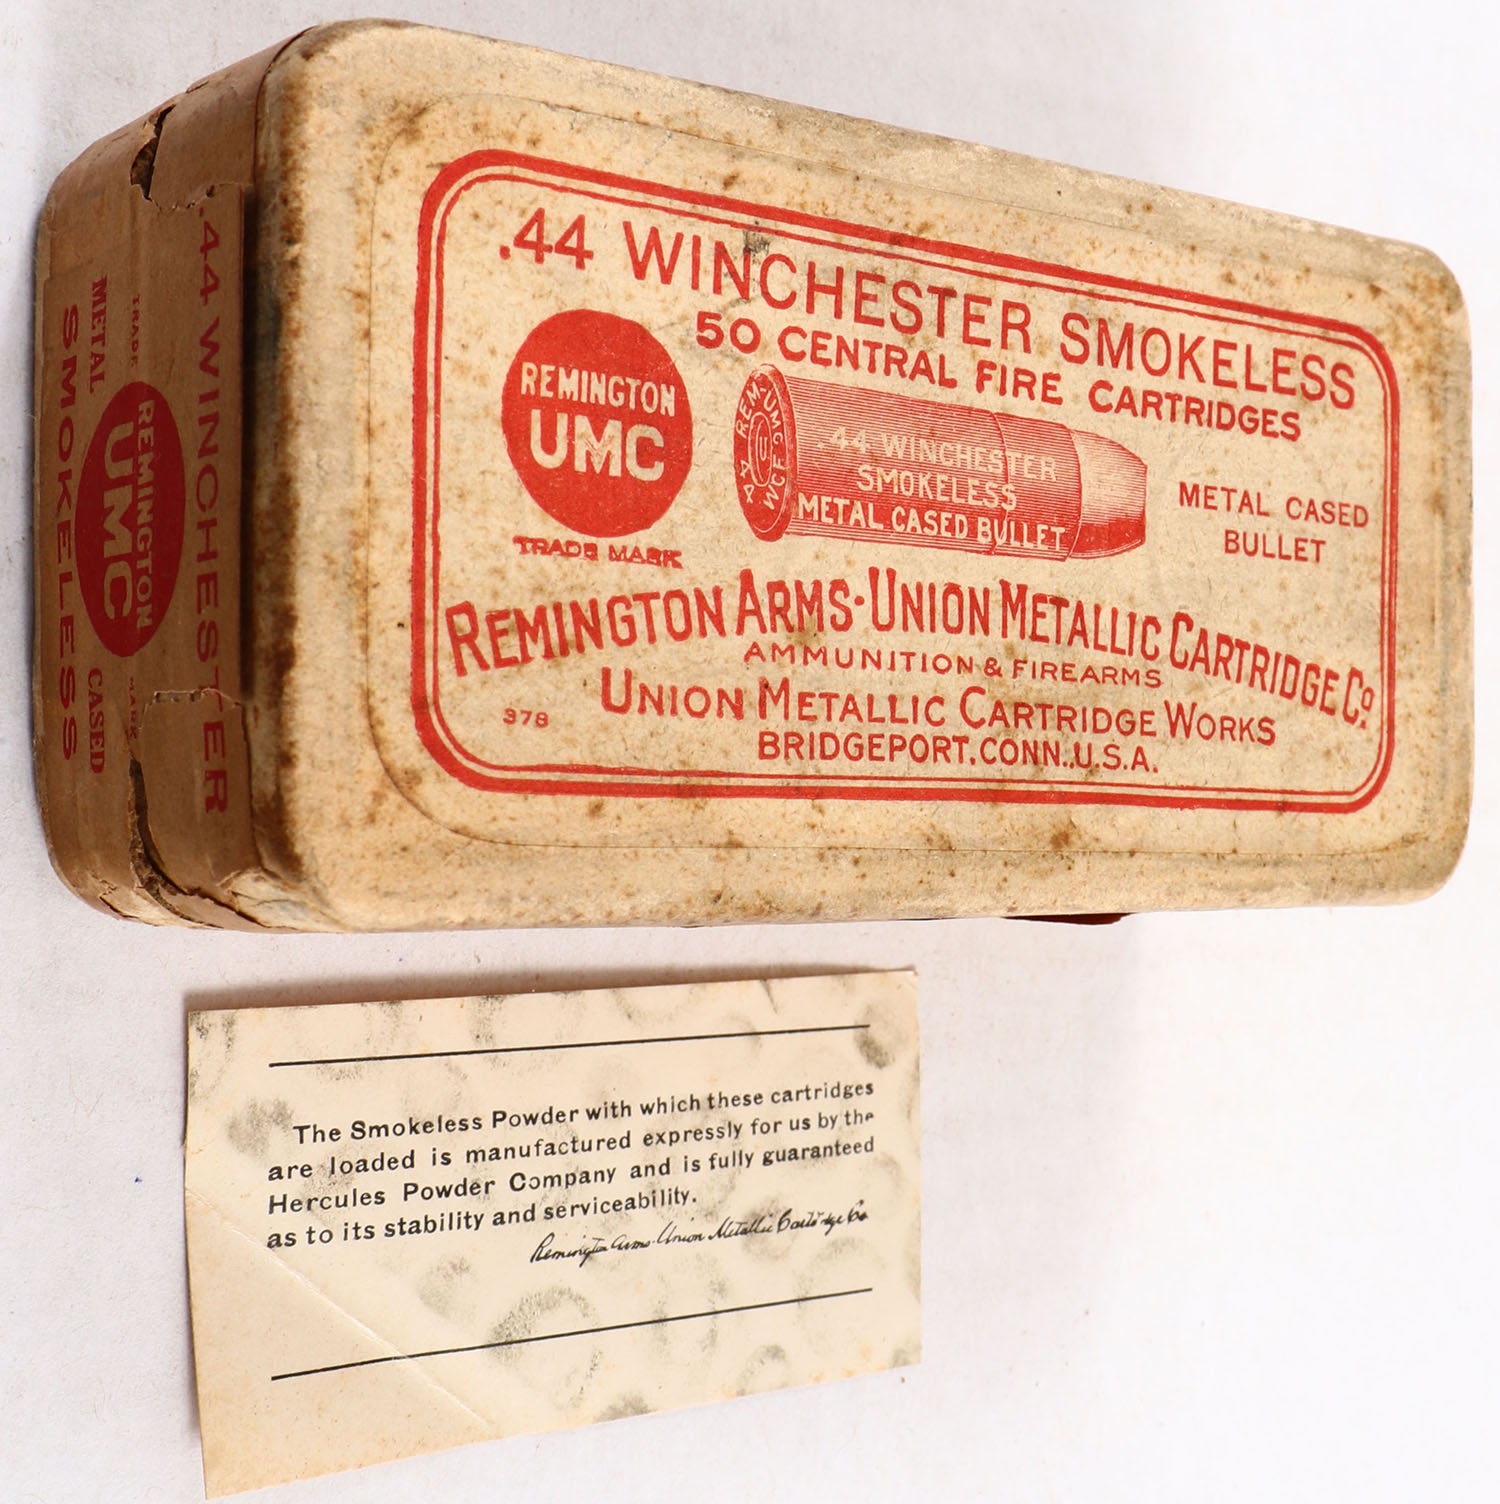 .44 WINCHESTER SMOKELESS
50 CENTRAL FIRE CARTRIDGES
REMINGTON
UMC
TRADE MARK
REM-UMC
U
44 WCF
.44 WINCHESTER
SMOKELESS
METAL CASED BULLET
METAL CASED
BULLET
REMINGTON ARMS-UNION METALLIC CARTRIDGE CO.
AMMUNITION & FIREARMS
UNION METALLIC CARTRIDGE WORKS
378
BRIDGEPORT, CONN., U.S.A.
.44 WINCHESTER
TRADE MARK
REMINGTON
UMC
METAL CASED
SMOKELESS
The Smokeless Powder with which these cartridges
are loaded is manufactured expressly for us by the
Hercules Powder Company and is fully guaranteed
as to its stability and serviceability.
Remington Arms-Union Metallic Cartridge Co